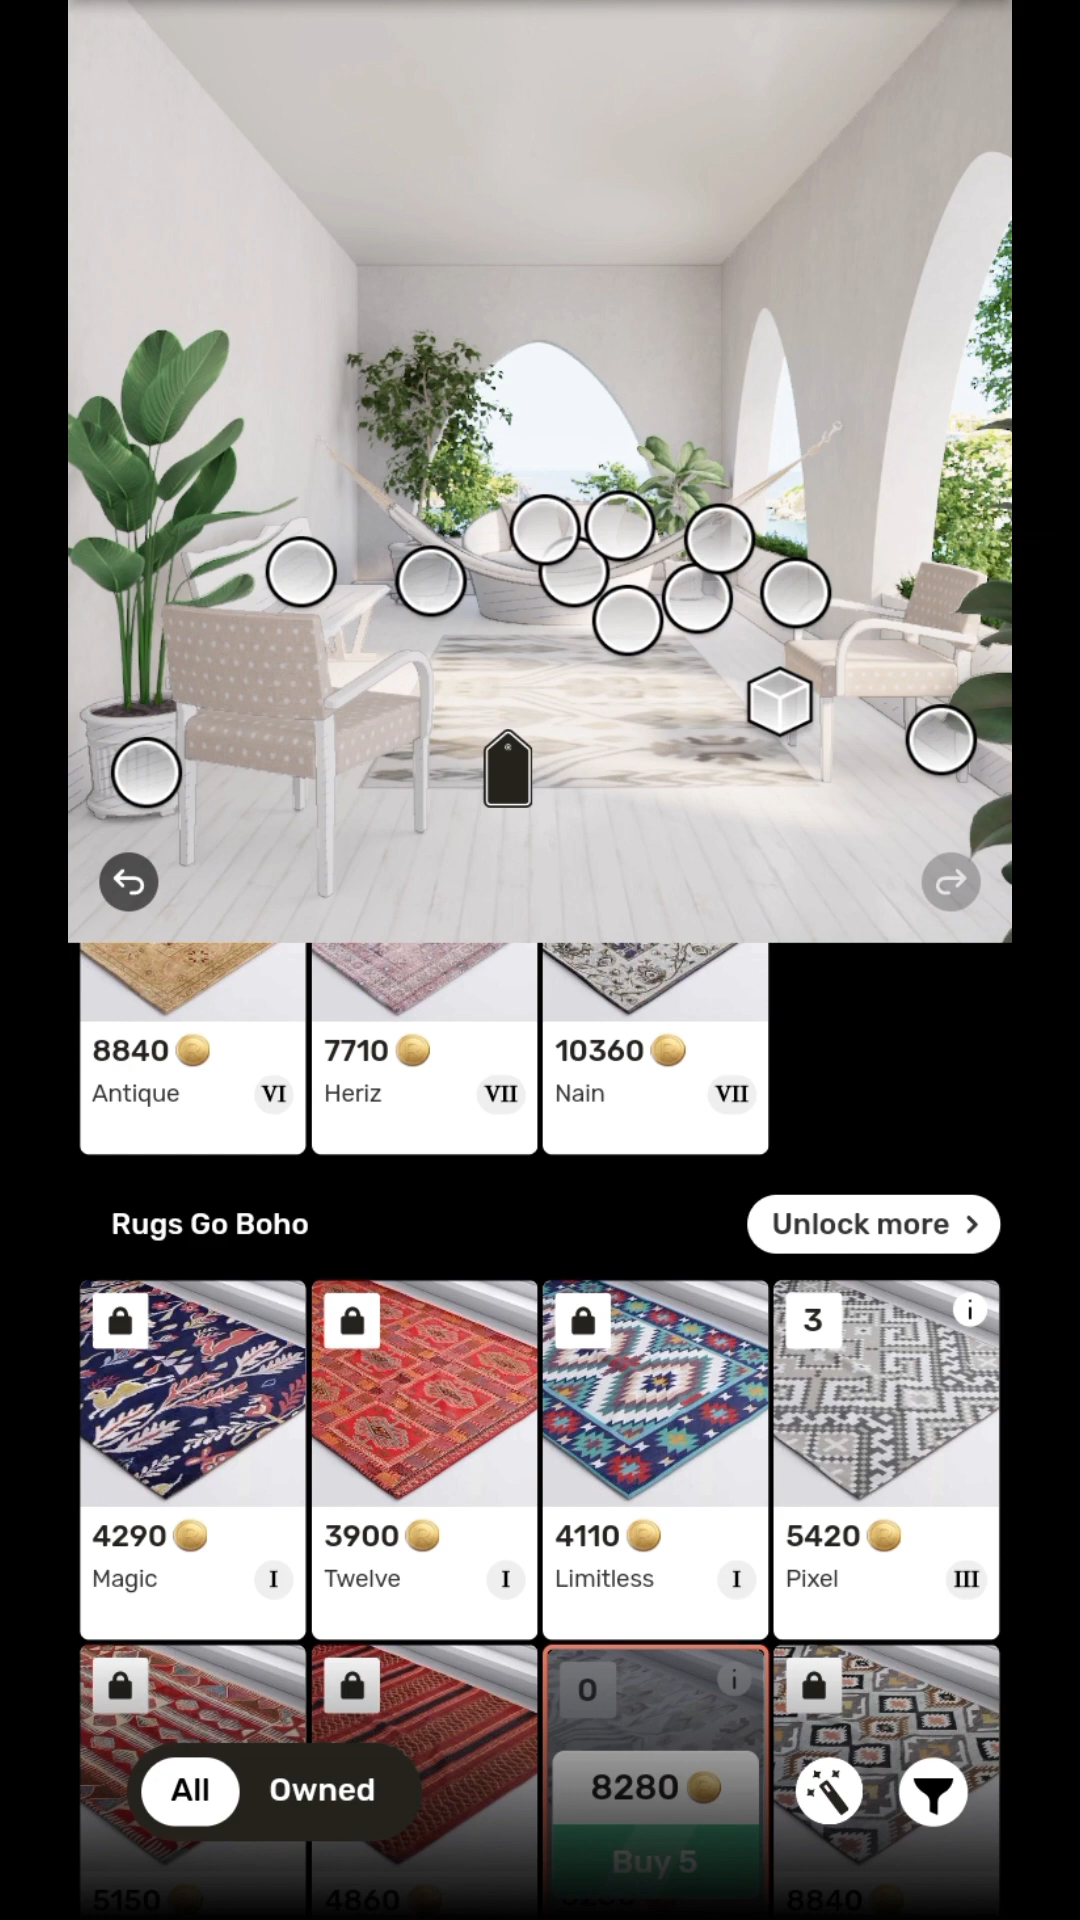 8840
Antique
VI
7710
Heriz
VII
10360
Nain
VII
Rugs Go Boho
Unlock more
3
i
4290
Magic
I
3900
Twelve
I
4110
Limitless
I
5420
Pixel
III
0
i
All
Owned
8280
Buy 5
5150
4860
8840